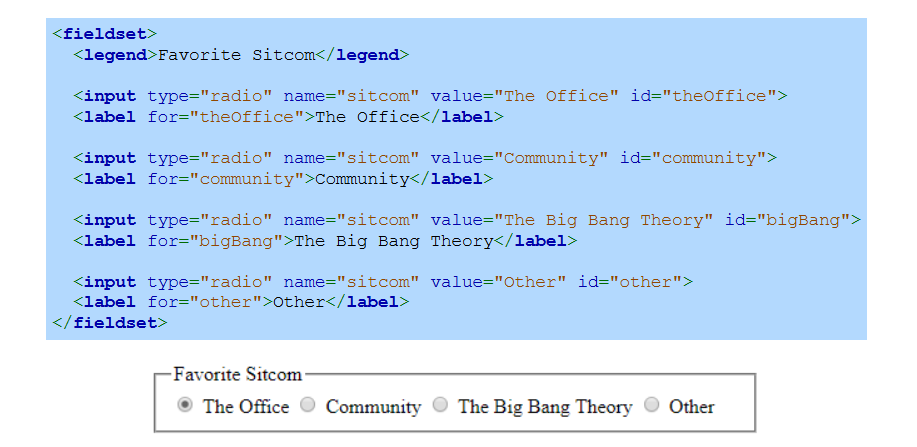 <fieldset>
  <legend>Favorite Sitcom</legend>

  <input type="radio" name="sitcom" value="The Office" id="theOffice">
  <label for="theOffice">The Office</label>

  <input type="radio" name="sitcom" value="Community" id="community">
  <label for="community">Community</label>

  <input type="radio" name="sitcom" value="The Big Bang Theory" id="bigBang">
  <label for="bigBang">The Big Bang Theory</label>

  <input type="radio" name="sitcom" value="Other" id="other">
  <label for="other">Other</label>
</fieldset>
Favorite Sitcom
The Office Community The Big Bang Theory Other